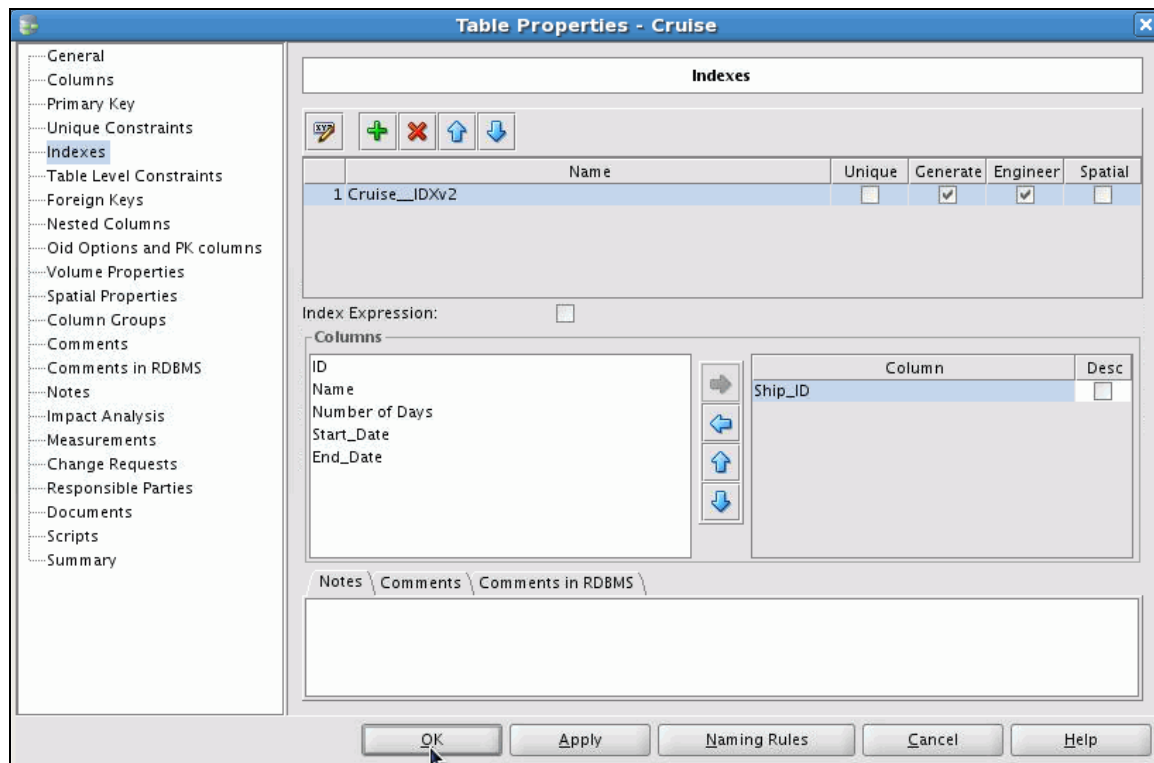 Table Properties - Cruise
General
Columns
Primary Key
Unique Constraints
Indexes
Table Level Constraints
Foreign Keys
Nested Columns
Oid Options and PK columns
Volume Properties
Spatial Properties
Column Groups
Comments
Comments in RDBMS
Notes
Impact Analysis
Measurements
Change Requests
Responsible Parties
Documents
Scripts
Summary
Indexes
XYZ
Name Unique Generate Engineer Spatial
1 Cruise__IDXv2
Index Expression:
Columns
ID
Name
Number of Days
Start_Date
End_Date
Column Desc
Ship_ID
Notes Comments Comments in RDBMS
OK Apply Naming Rules Cancel Help